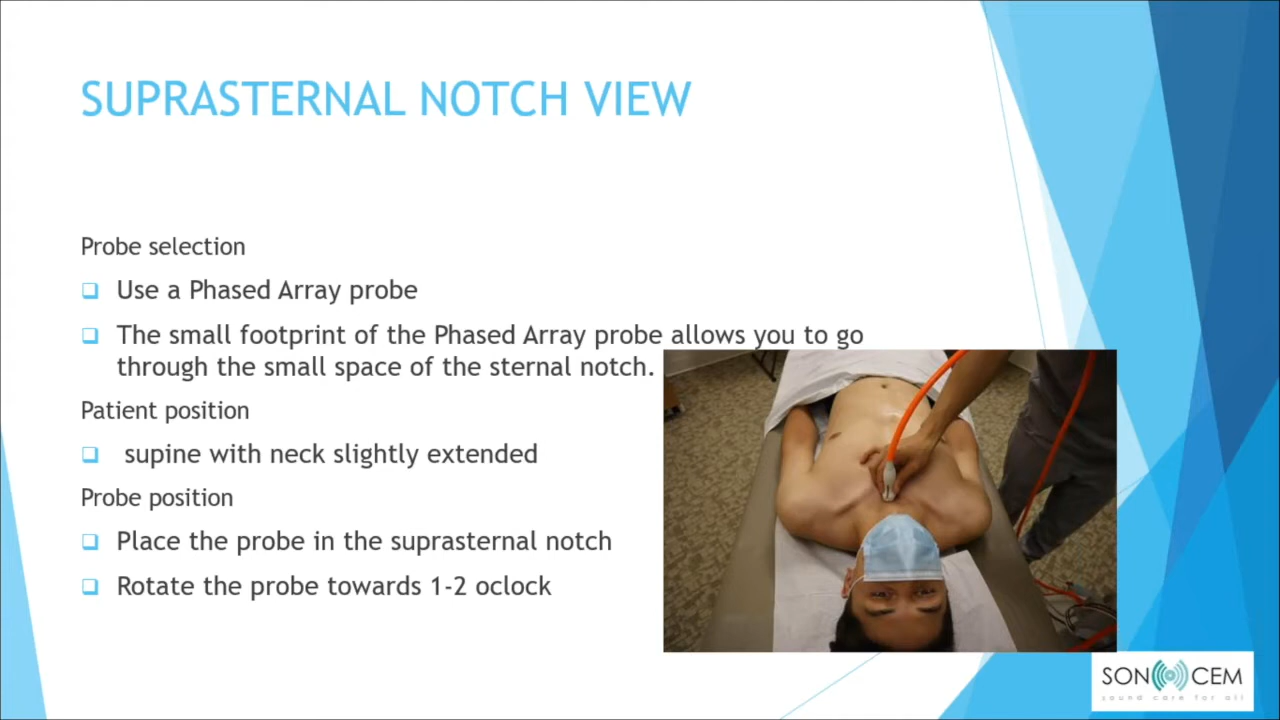 SUPRASTERNAL NOTCH VIEW
Probe selection
Use a Phased Array probe
The small footprint of the Phased Array probe allows you to go
through the small space of the sternal notch.
Patient position
supine with neck slightly extended
Probe position
Place the probe in the suprasternal notch
Rotate the probe towards 1-2 oclock
SON CEM
sound care for all